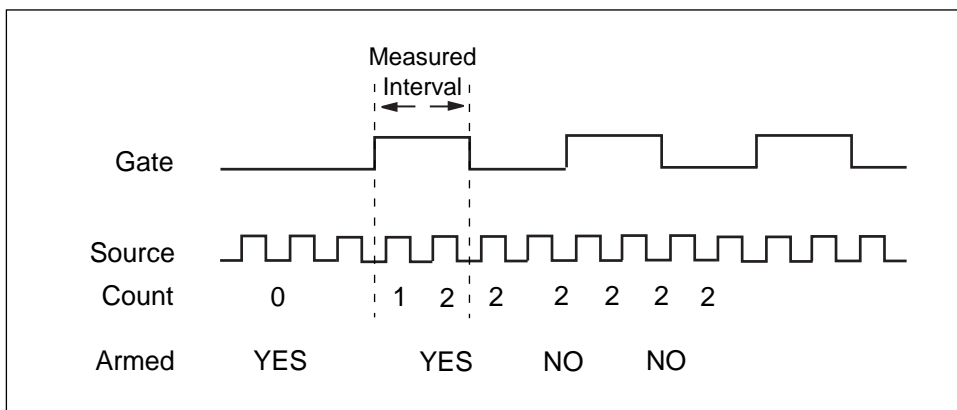 Measured
Interval
Gate
Source
Count 0 1 2 2 2 2 2 2
Armed YES YES NO NO